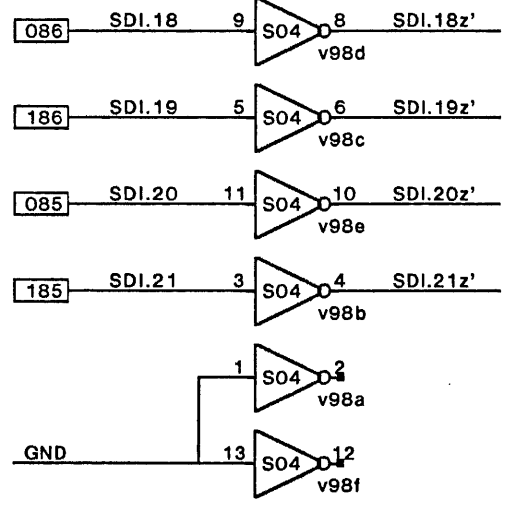 086 SDI.18 9 S04 8 SDI.18z'
v98d
186 SDI.19 5 S04 6 SDI.19z'
v98c
085 SDI.20 11 S04 10 SDI.20z'
v98e
185 SDI.21 3 S04 4 SDI.21z'
v98b
1 S04 2
v98a
GND 13 S04 12
v98f